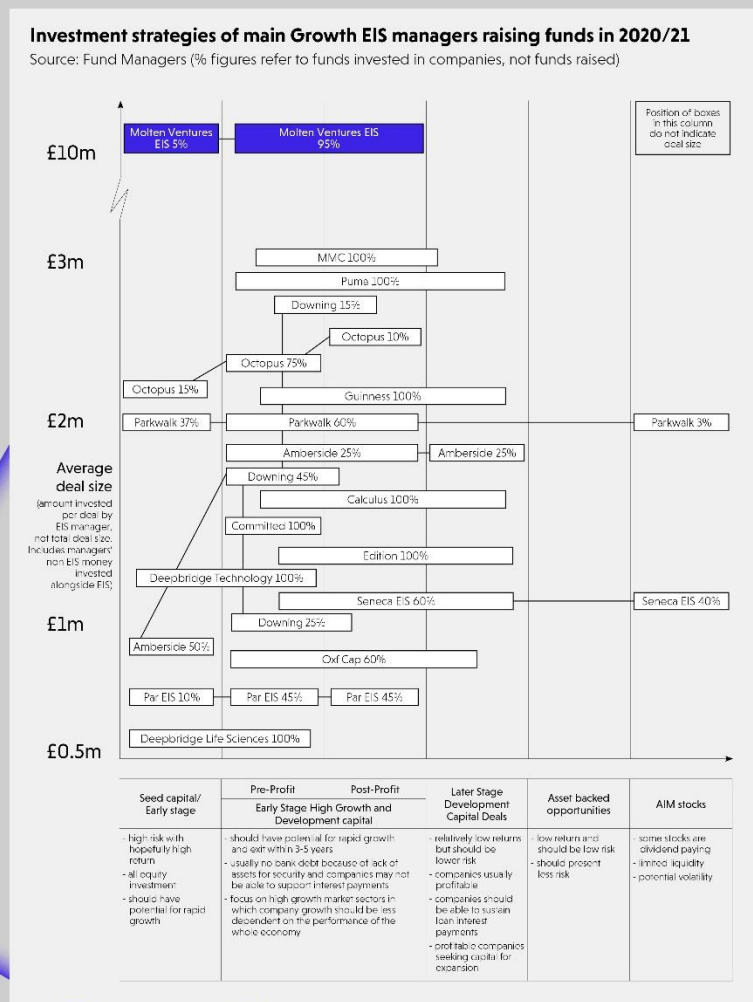 Investment strategies of main Growth EIS managers raising funds in 2020/21
Source: Fund Managers (% figures refer to funds invested in companies, not funds raised)
Molten Ventures
EIS 5%
Molten Ventures EIS
95%
Position of boxes
in this column
do not indicate
deal size
£10m
£3m
MMC 100%
Puma 100%
Downing 15%
Octopus 10%
Octopus 75%
Octopus 15%
Guinness 100%
£2m
Parkwalk 37%
Parkwalk 60%
Parkwalk 3%
Amberside 25%
Amberside 25%
Average
deal size
(amount invested
per deal by
EIS manager,
not total deal size.
Includes managers'
non EIS money
invested
alongside EIS)
Downing 45%
Calculus 100%
Committed 100%
Edition 100%
Deepbridge Technology 100%
Seneca EIS 60%
Seneca EIS 40%
£1m
Downing 25%
Amberside 50%
Oxf Cap 60%
Par EIS 10%
Par EIS 45%
Par EIS 45%
Deepbridge Life Sciences 100%
£0.5m
Seed capital/
Early stage
Pre-Profit
Post-Profit
Early Stage High Growth and
Development capital
Later Stage
Development
Capital Deals
Asset backed
opportunities
AIM stocks
- high risk with
hopefully high
return
- all equity
investment
- should have
potential for rapid
growth
- should have potential for rapid growth
and exit within 3-5 years
- usually no bank debt because of lack of
assets for security and companies may not
be able to support interest payments
- focus on high growth market sectors in
which company growth should be less
dependent on the performance of the
whole economy
- relatively low returns
but should be
lower risk
- companies usually
profitable
- companies should
be able to sustain
loan interest
payments
- profitable companies
seeking capital for
expansion
- low return and
should be low risk
- should present
less risk
- some stocks are
dividend paying
- limited liquidity
- potential volatility